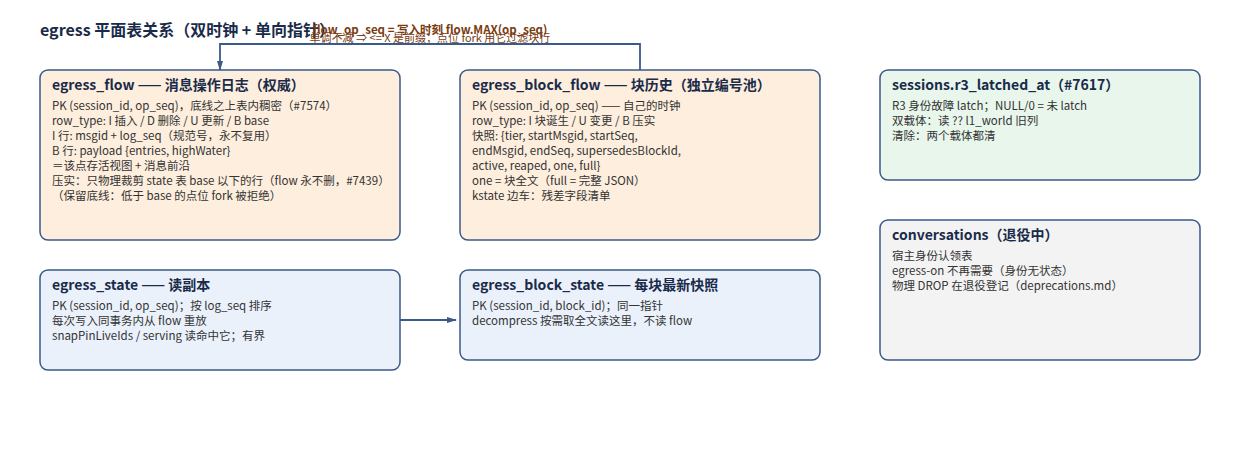 egress 平面表关系（双时钟 + 单向指针）
flow_op_seq = 写入时刻 flow.MAX(op_seq)
单调不减 ⇒ <= X 是前缀，点位 fork 用它过滤块行
egress_flow —— 消息操作日志（权威）
PK (session_id, op_seq)，底线之上表内稠密（#7574）
row_type: I 插入 / D 删除 / U 更新 / B base
I 行: msgid + log_seq（规范号，永不复用）
B 行: payload {entries, highWater}
＝该点存活视图 + 消息前沿
压实：只物理裁剪 state 表 base 以下的行（flow 永不删，#7439）
（保留底线：低于 base 的点位 fork 被拒绝）
egress_block_flow —— 块历史（独立编号池）
PK (session_id, op_seq) —— 自己的时钟
row_type: I 块诞生 / U 变更 / B 压实
快照: {tier, startMsgid, startSeq,
endMsgid, endSeq, supersedesBlockId,
active, reaped, one, full}
one = 块全文（full = 完整 JSON）
kstate 边车：残差字段清单
sessions.r3_latched_at（#7617）
R3 身份故障 latch；NULL/0 = 未 latch
双载体：读 ?? l1_world 旧列
清除：两个载体都清
conversations（退役中）
宿主身份认领表
egress-on 不再需要（身份无状态）
物理 DROP 在退役登记（deprecations.md）
egress_state —— 读副本
PK (session_id, op_seq)；按 log_seq 排序
每次写入同事务内从 flow 重放
snapPinLiveIds / serving 读命中它；有界
egress_block_state —— 每块最新快照
PK (session_id, block_id)；同一指针
decompress 按需取全文读这里，不读 flow